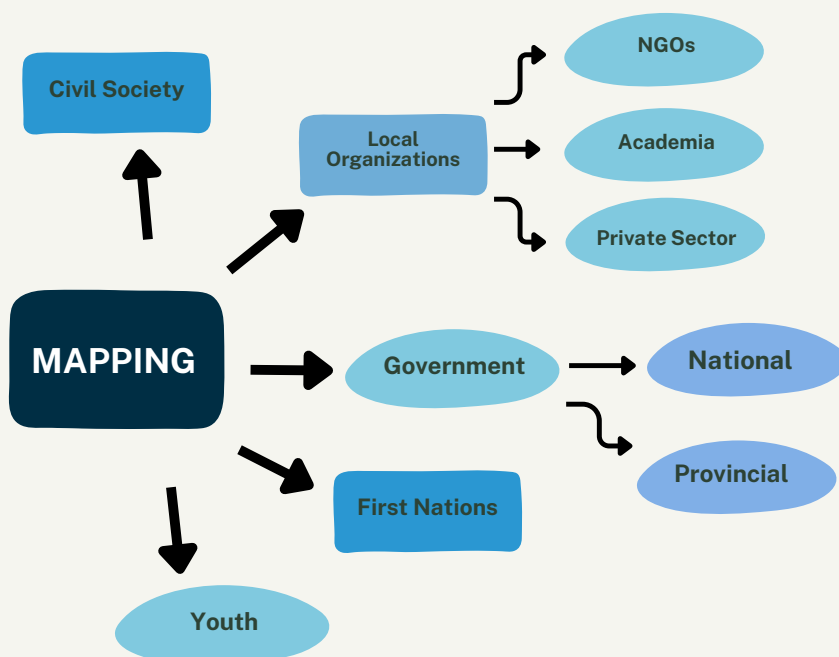 NGOs
Civil Society
Local
Organizations
Academia
Private Sector
MAPPING
Government
National
Provincial
First Nations
Youth